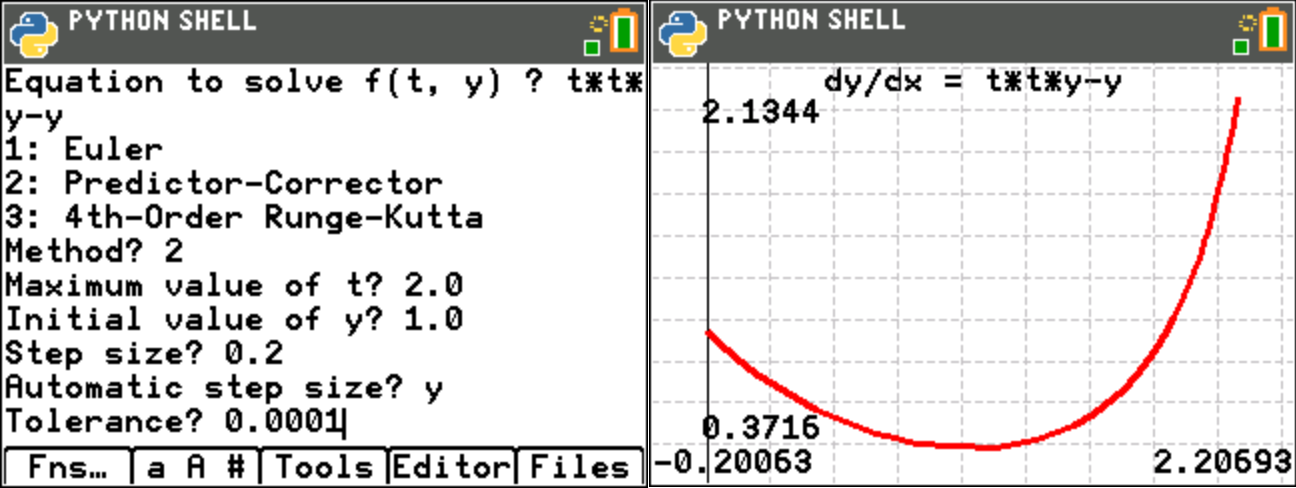 PYTHON SHELL
Equation to solve f(t, y) ? t*t*
y-y
1: Euler
2: Predictor-Corrector
3: 4th-Order Runge-Kutta
Method? 2
Maximum value of t? 2.0
Initial value of y? 1.0
Step size? 0.2
Automatic step size? y
Tolerance? 0.0001
Fns… a A # Tools Editor Files
PYTHON SHELL
dy/dx = t*t*y-y
2.1344
0.3716
-0.20063 2.20693